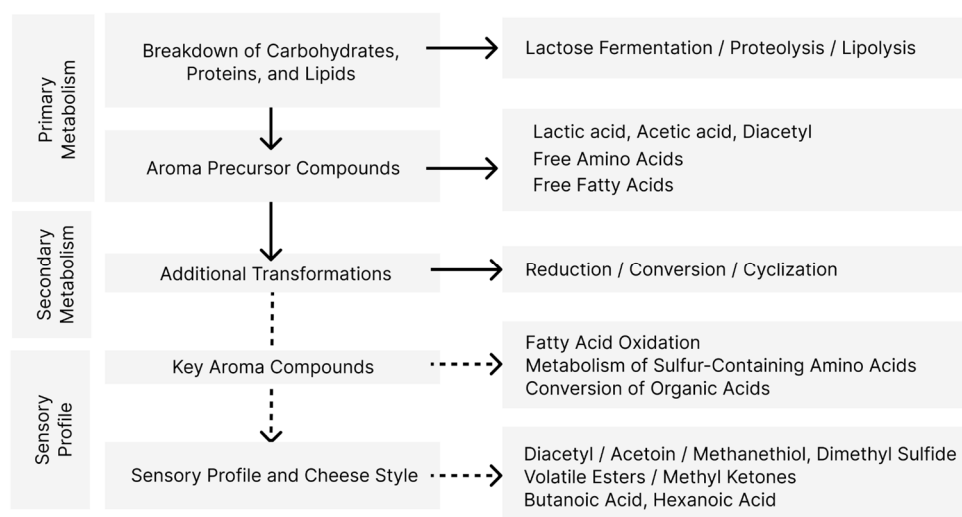 Primary
Metabolism
Breakdown of Carbohydrates,
Proteins, and Lipids
Lactose Fermentation / Proteolysis / Lipolysis
Aroma Precursor Compounds
Lactic acid, Acetic acid, Diacetyl
Free Amino Acids
Free Fatty Acids
Secondary
Metabolism
Additional Transformations
Reduction / Conversion / Cyclization
Sensory
Profile
Key Aroma Compounds
Fatty Acid Oxidation
Metabolism of Sulfur-Containing Amino Acids
Conversion of Organic Acids
Sensory Profile and Cheese Style
Diacetyl / Acetoin / Methanethiol, Dimethyl Sulfide
Volatile Esters / Methyl Ketones
Butanoic Acid, Hexanoic Acid